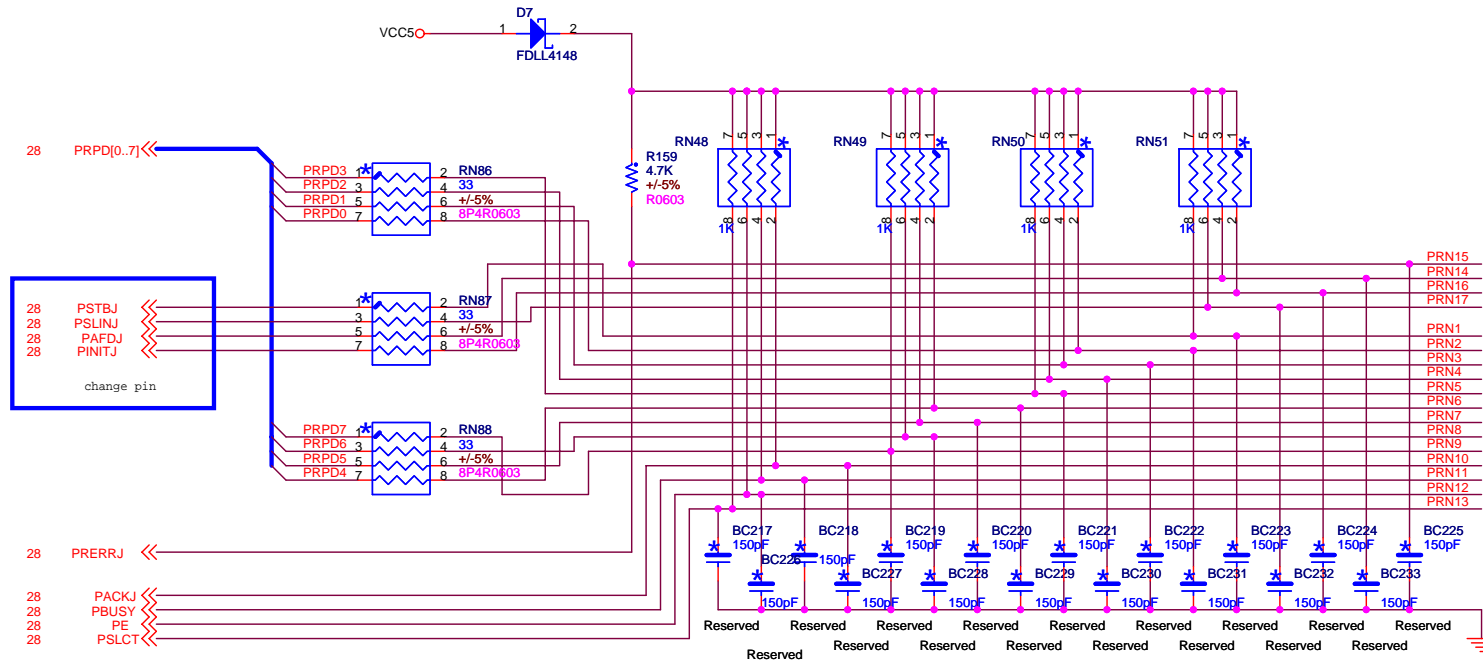 D7
VCC5 1 2
FDLL4148
RN48 7 5 3 1 RN49 7 5 3 1 RN50 7 5 3 1 RN51 7 5 3 1
28 PRPD[0..7]
R159
4.7K
+/-5%
R0603
PRPD3 1 2 RN86
PRPD2 3 4 33
PRPD1 5 6 +/-5%
PRPD0 7 8 8P4R0603
8 6 4 2 8 6 4 2 8 6 4 2 8 6 4 2
1K 1K 1K 1K
PRN15
PRN14
PRN16
PRN17
28 PSTBJ 1 2 RN87
28 PSLINJ 3 4 33
28 PAFDJ 5 6 +/-5%
28 PINITJ 7 8 8P4R0603
change pin
PRN1
PRN2
PRN3
PRN4
PRN5
PRN6
PRN7
PRN8
PRN9
PRN10
PRN11
PRN12
PRN13
PRPD7 1 2 RN88
PRPD6 3 4 33
PRPD5 5 6 +/-5%
PRPD4 7 8 8P4R0603
BC217 BC218 BC219 BC220 BC221 BC222 BC223 BC224 BC225
150pF 150pF 150pF 150pF 150pF 150pF 150pF 150pF 150pF
28 PRERRJ
BC226 BC227 BC228 BC229 BC230 BC231 BC232 BC233
150pF 150pF 150pF 150pF 150pF 150pF 150pF 150pF
28 PACKJ
28 PBUSY
28 PE
28 PSLCT
Reserved Reserved Reserved Reserved Reserved Reserved Reserved Reserved Reserved
Reserved Reserved Reserved Reserved Reserved Reserved Reserved
Reserved